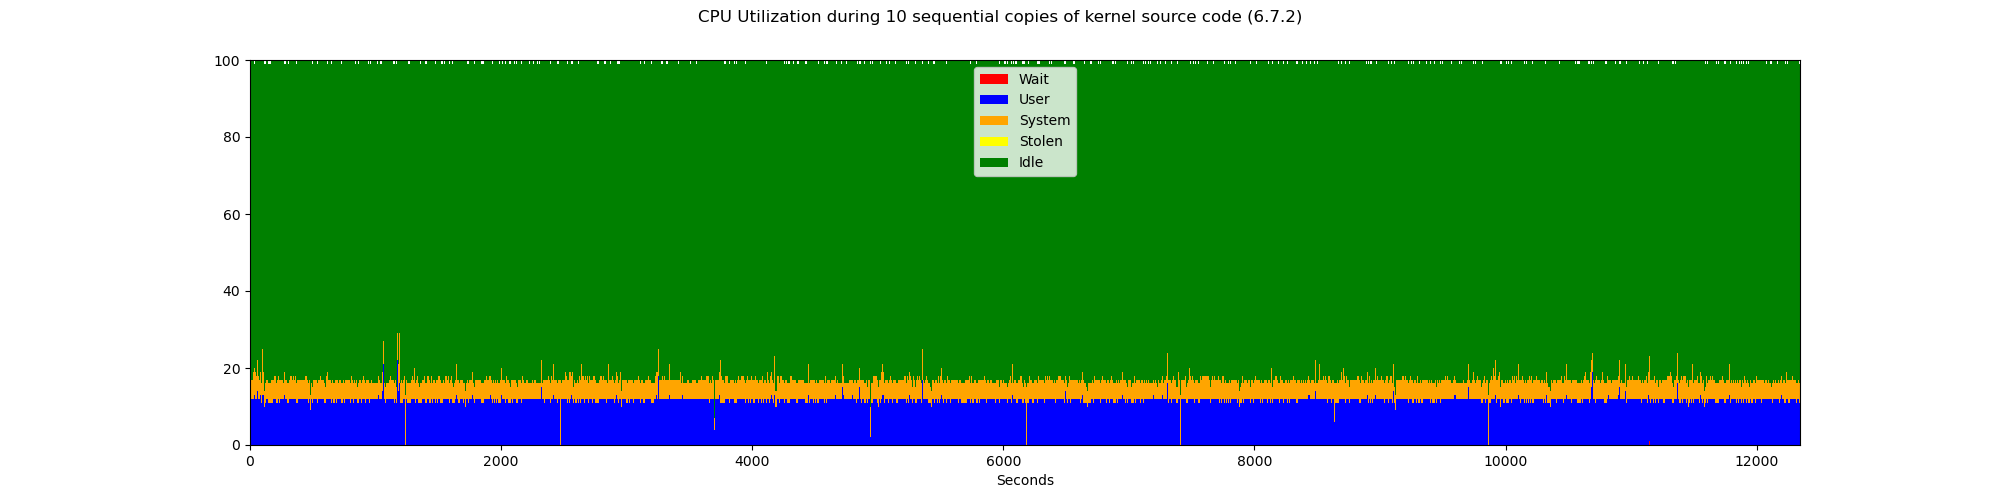 CPU Utilization during 10 sequential copies of kernel source code (6.7.2)
100
80
60
40
20
0
Wait
User
System
Stolen
Idle
0 2000 4000 6000 8000 10000 12000
Seconds